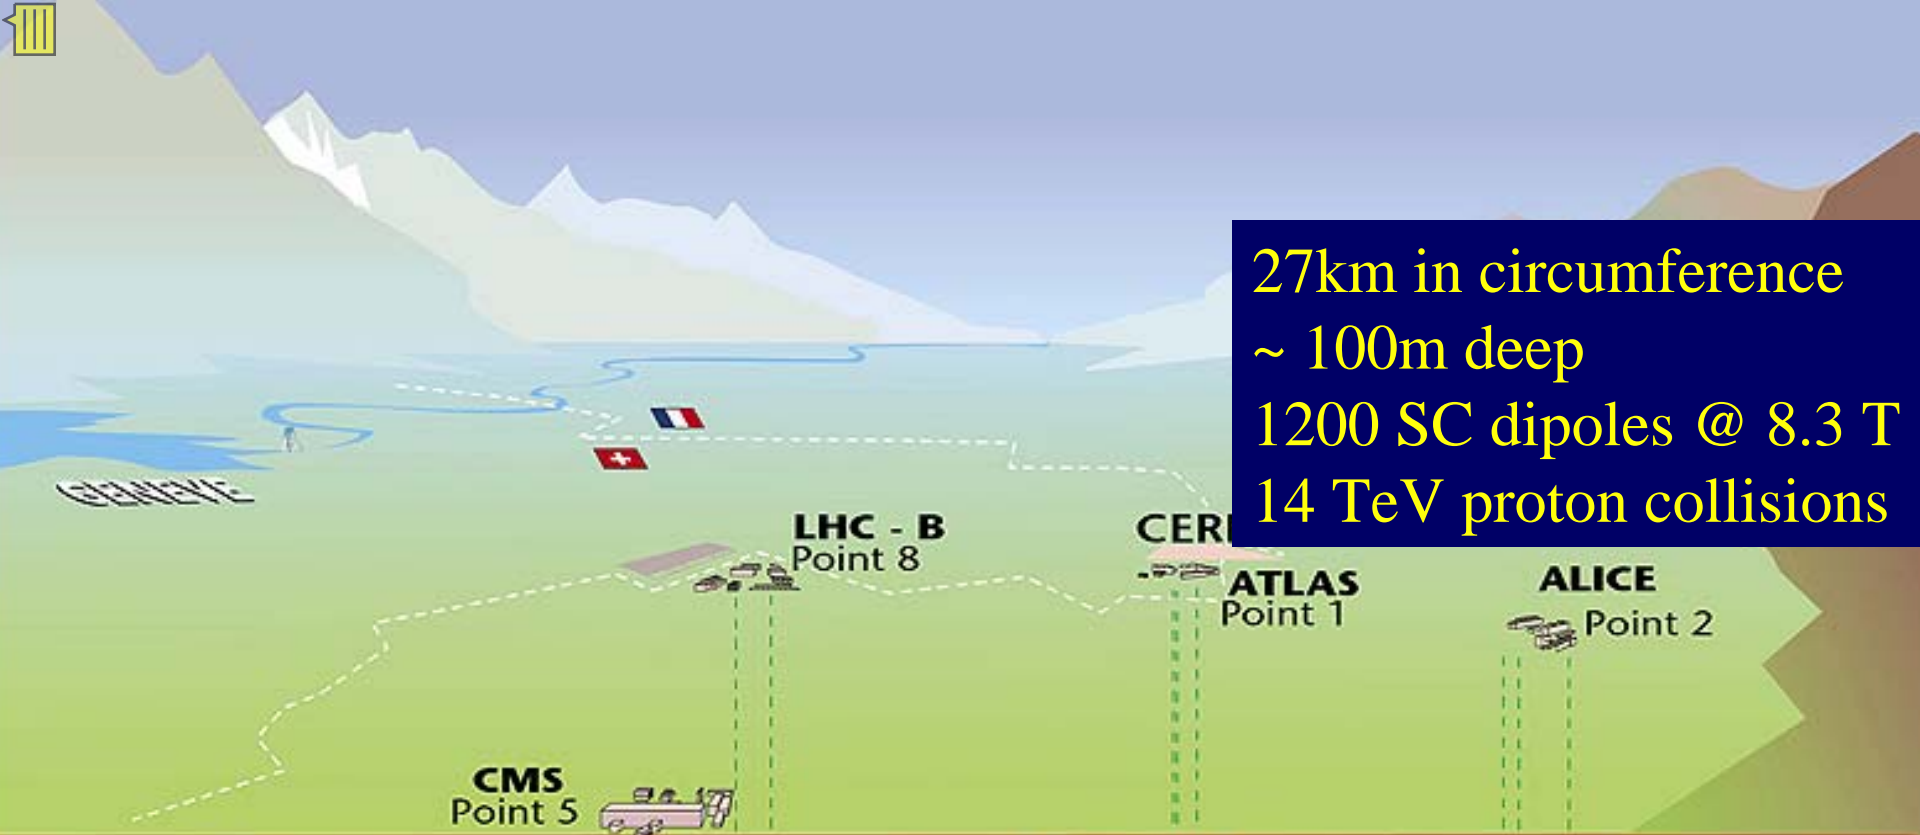 27km in circumference
~ 100m deep
1200 SC dipoles @ 8.3 T
14 TeV proton collisions
GENEVE
LHC - B
Point 8
ATLAS
Point 1
ALICE
Point 2
CMS
Point 5